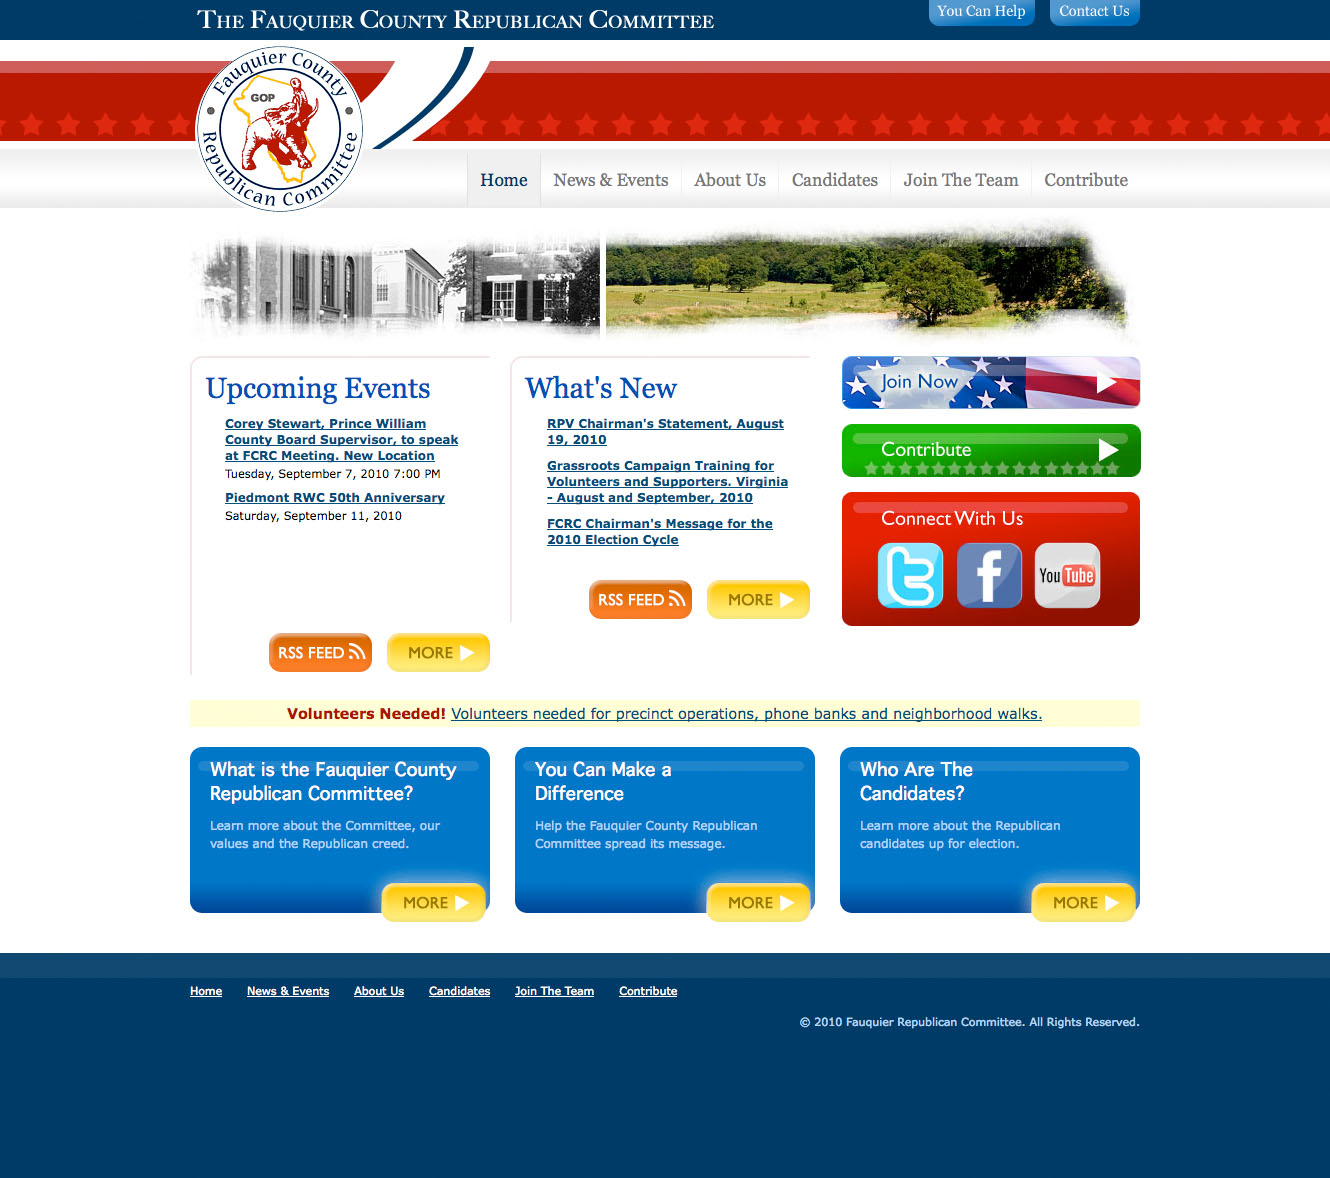 The Fauquier County Republican Committee
You Can Help
Contact Us
Fauquier County
GOP
Republican Committee
Home
News & Events
About Us
Candidates
Join The Team
Contribute
Upcoming Events
Corey Stewart, Prince William
County Board Supervisor, to speak
at FCRC Meeting. New Location
Tuesday, September 7, 2010 7:00 PM
Piedmont RWC 50th Anniversary
Saturday, September 11, 2010
RSS FEED
MORE
What's New
RPV Chairman's Statement, August
19, 2010
Grassroots Campaign Training for
Volunteers and Supporters. Virginia
- August and September, 2010
FCRC Chairman's Message for the
2010 Election Cycle
RSS FEED
MORE
Join Now
Contribute
Connect With Us
You Tube
Volunteers Needed! Volunteers needed for precinct operations, phone banks and neighborhood walks.
What is the Fauquier County
Republican Committee?
Learn more about the Committee, our
values and the Republican creed.
MORE
You Can Make a
Difference
Help the Fauquier County Republican
Committee spread its message.
MORE
Who Are The
Candidates?
Learn more about the Republican
candidates up for election.
MORE
Home
News & Events
About Us
Candidates
Join The Team
Contribute
© 2010 Fauquier Republican Committee. All Rights Reserved.